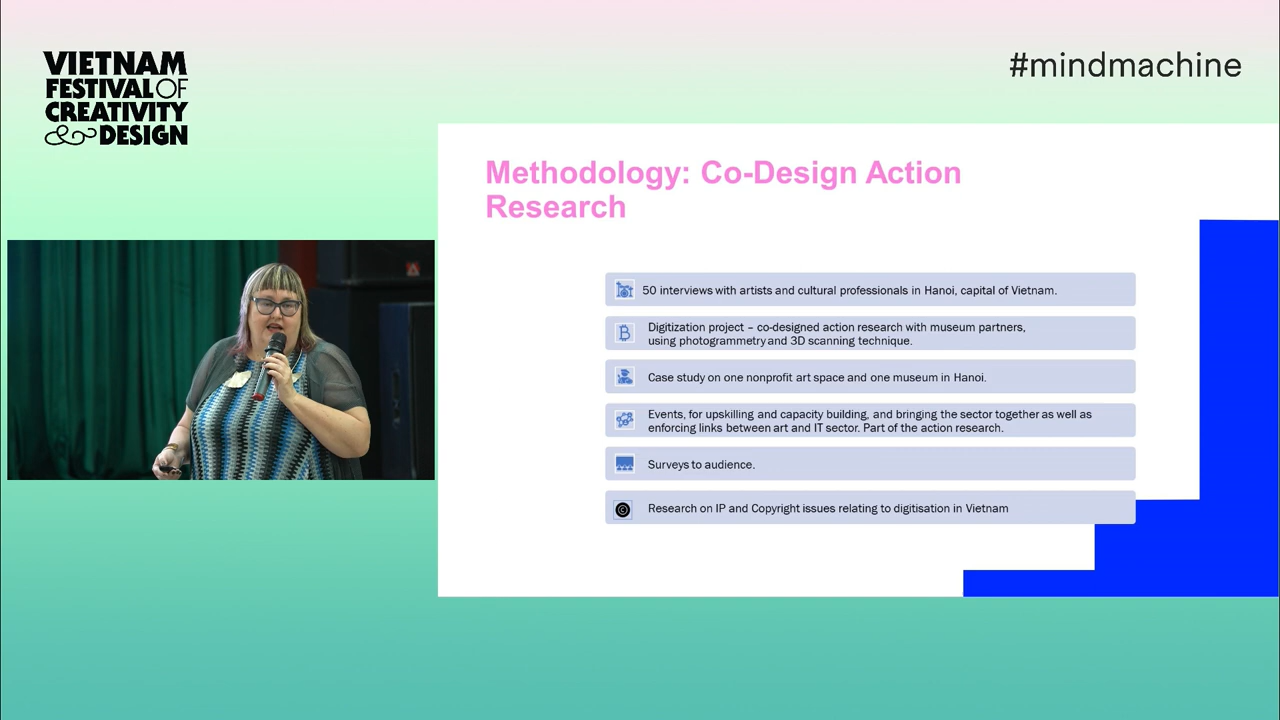 VIETNAM
FESTIVAL OF
CREATIVITY
& DESIGN
#mindmachine
Methodology: Co-Design Action
Research
50 interviews with artists and cultural professionals in Hanoi, capital of Vietnam.
Digitization project – co-designed action research with museum partners,
using photogrammetry and 3D scanning technique.
Case study on one nonprofit art space and one museum in Hanoi.
Events, for upskilling and capacity building, and bringing the sector together as well as
enforcing links between art and IT sector. Part of the action research.
Surveys to audience.
Research on IP and Copyright issues relating to digitisation in Vietnam